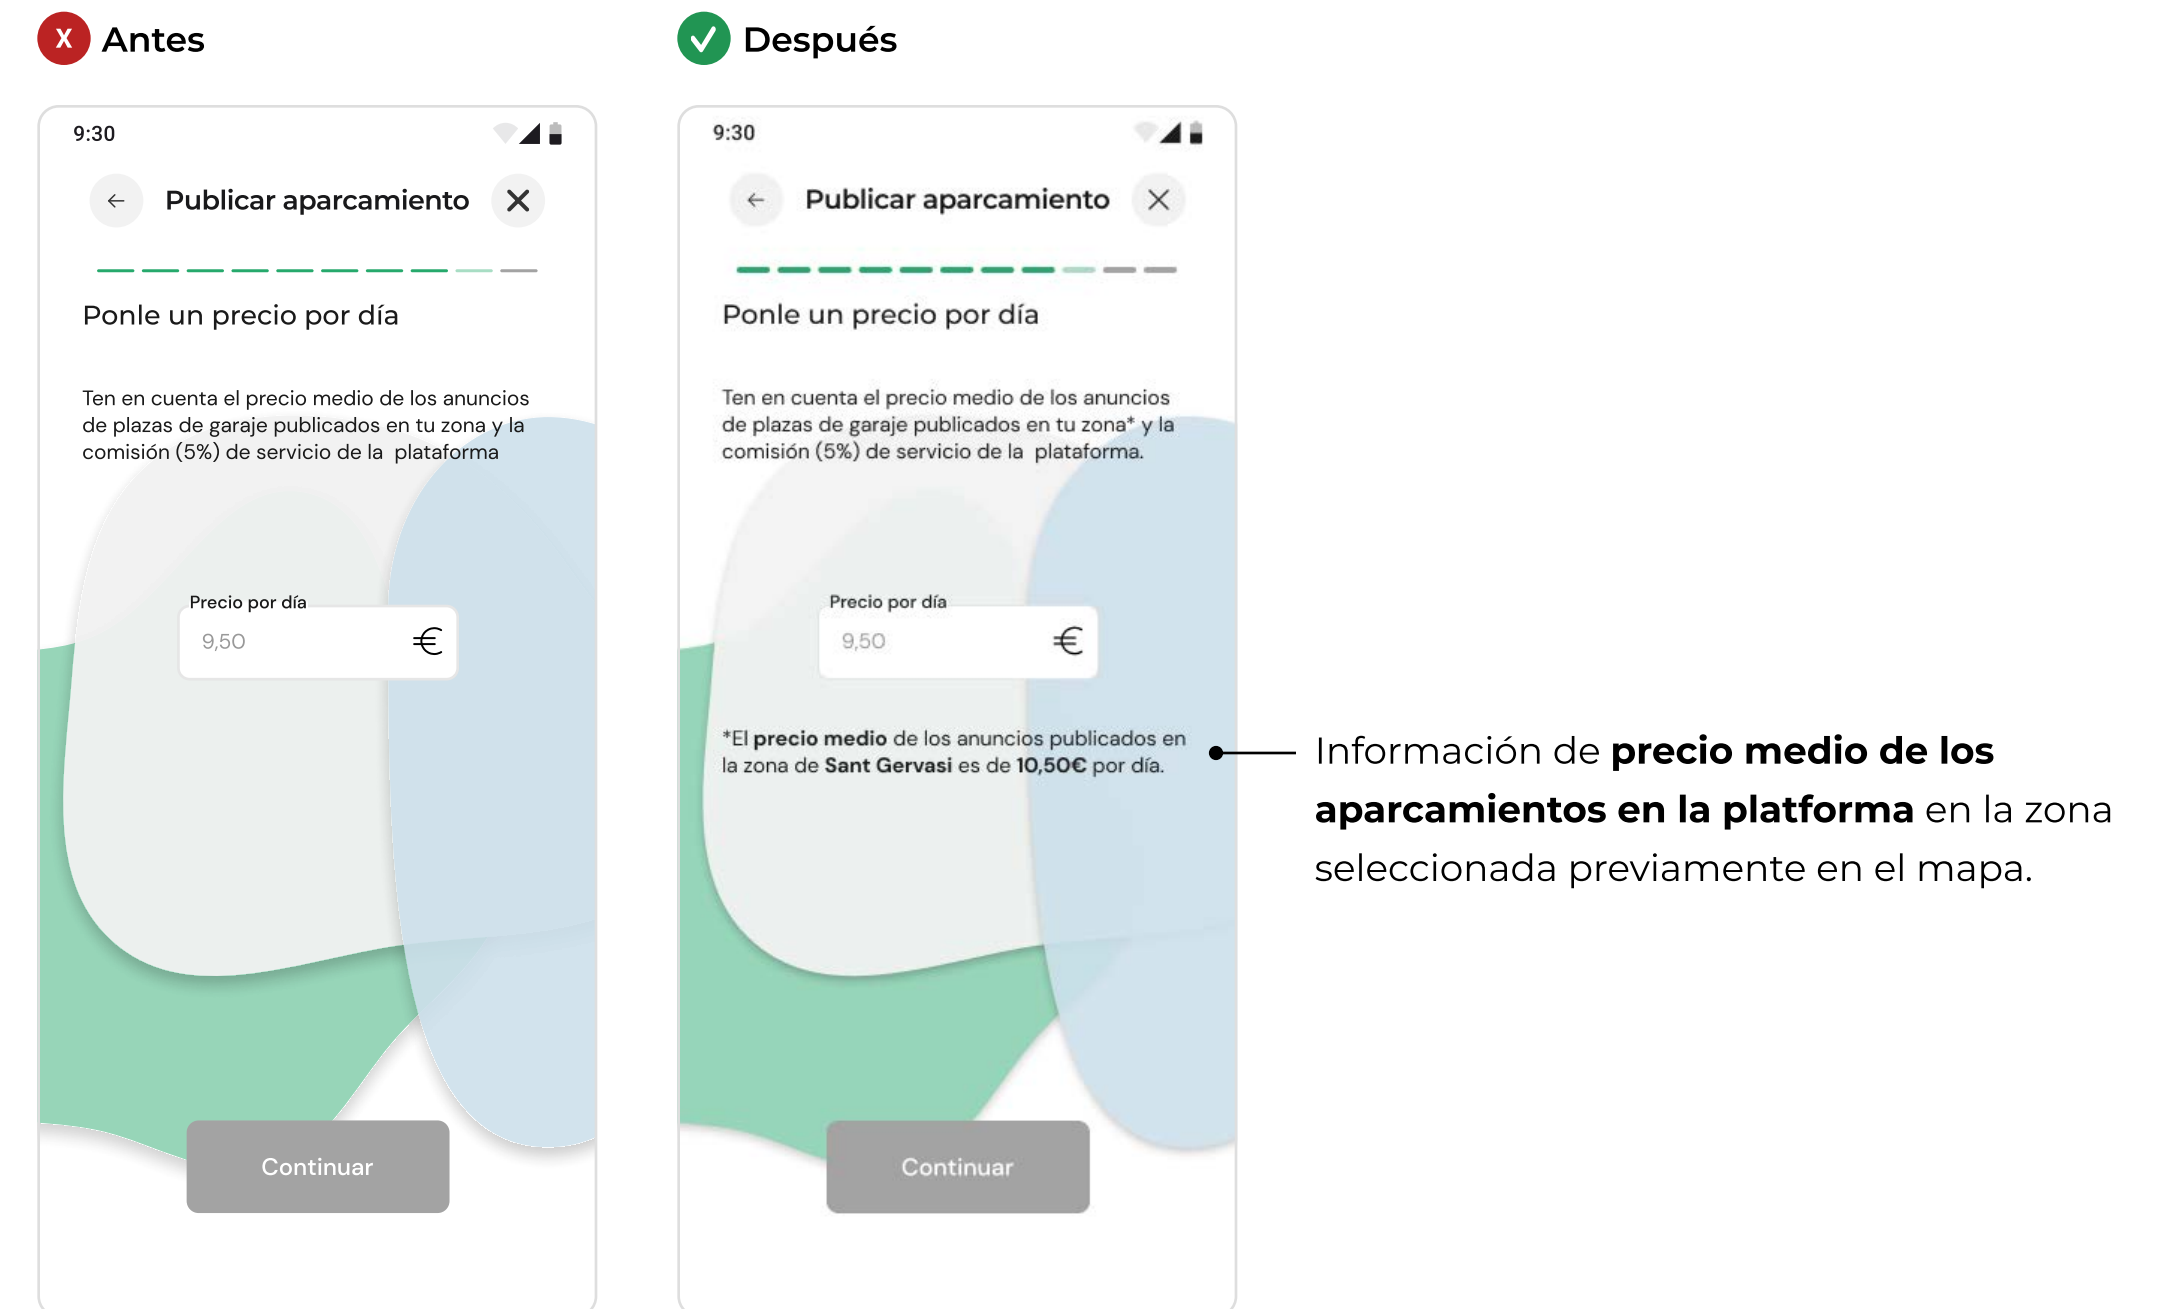 X Antes
9:30
Publicar aparcamiento
Ponle un precio por día
Ten en cuenta el precio medio de los anuncios
de plazas de garaje publicados en tu zona y la
comisión (5%) de servicio de la  plataforma
Precio por día
9,50 €
Continuar
Después
9:30
Publicar aparcamiento
Ponle un precio por día
Ten en cuenta el precio medio de los anuncios
de plazas de garaje publicados en tu zona* y la
comisión (5%) de servicio de la  plataforma.
Precio por día
9,50 €
*El precio medio de los anuncios publicados en
la zona de Sant Gervasi es de 10,50€ por día.
Continuar
Información de precio medio de los
aparcamientos en la platforma en la zona
seleccionada previamente en el mapa.